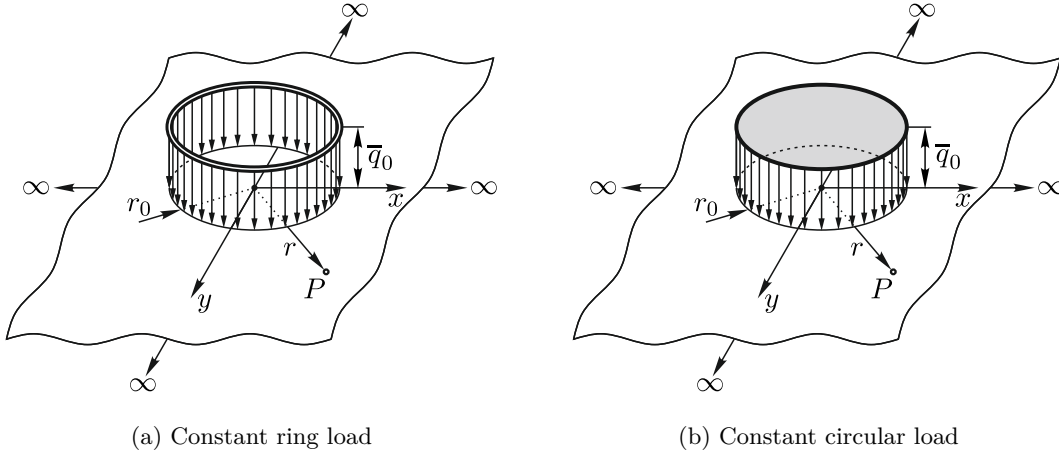 ∞ ∞
q̅₀ q̅₀
∞ x ∞ ∞ x ∞
r₀ r₀
r r
P P
y y
∞ ∞
(a) Constant ring load (b) Constant circular load